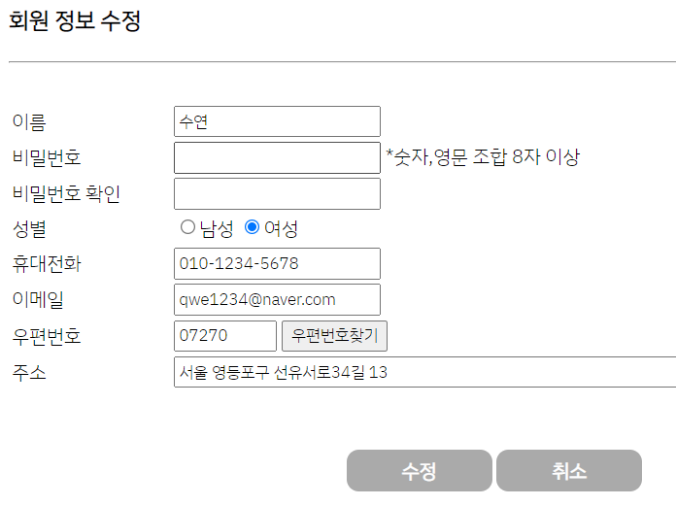 회원 정보 수정
이름 수연
비밀번호 *숫자,영문 조합 8자 이상
비밀번호 확인
성별 남성 여성
휴대전화 010-1234-5678
이메일 qwe1234@naver.com
우편번호 07270 우편번호찾기
주소 서울 영등포구 선유서로34길 13
수정 취소